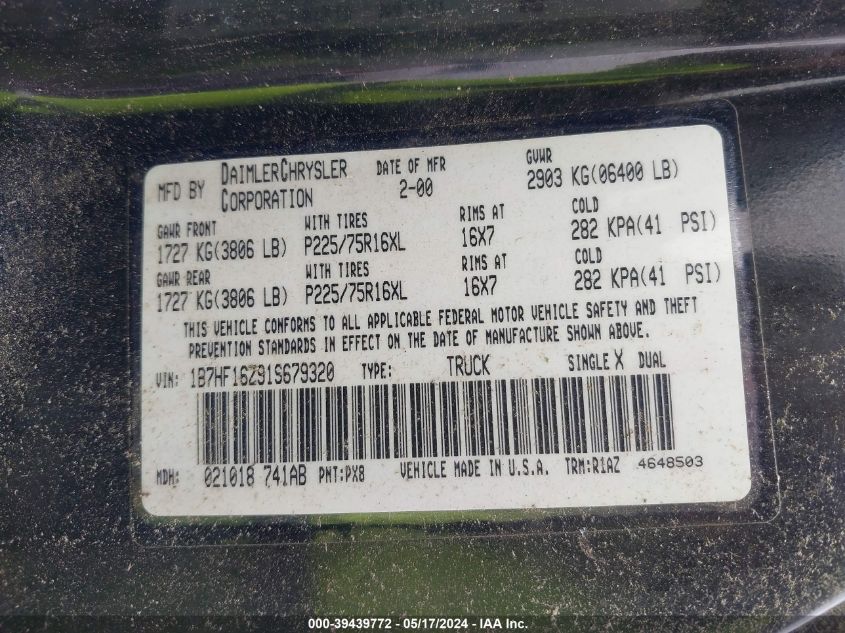 MFD BY DAIMLERCHRYSLER CORPORATION DATE OF MFR 2-00 GVWR 2903 KG(06400 LB)
GAWR FRONT WITH TIRES RIMS AT COLD
1727 KG(3806 LB) P225/75R16XL 16X7 282 KPA(41 PSI)
GAWR REAR WITH TIRES RIMS AT COLD
1727 KG(3806 LB) P225/75R16XL 16X7 282 KPA(41 PSI)
THIS VEHICLE CONFORMS TO ALL APPLICABLE FEDERAL MOTOR VEHICLE SAFETY AND THEFT
PREVENTION STANDARDS IN EFFECT ON THE DATE OF MANUFACTURE SHOWN ABOVE.
VIN: 1B7HF16Z91S679320 TYPE: TRUCK SINGLE X DUAL
MDH: 021018 741AB PNT:PX8 VEHICLE MADE IN U.S.A. TRM:R1AZ 4648503
000-39439772 - 05/17/2024 - IAA Inc.